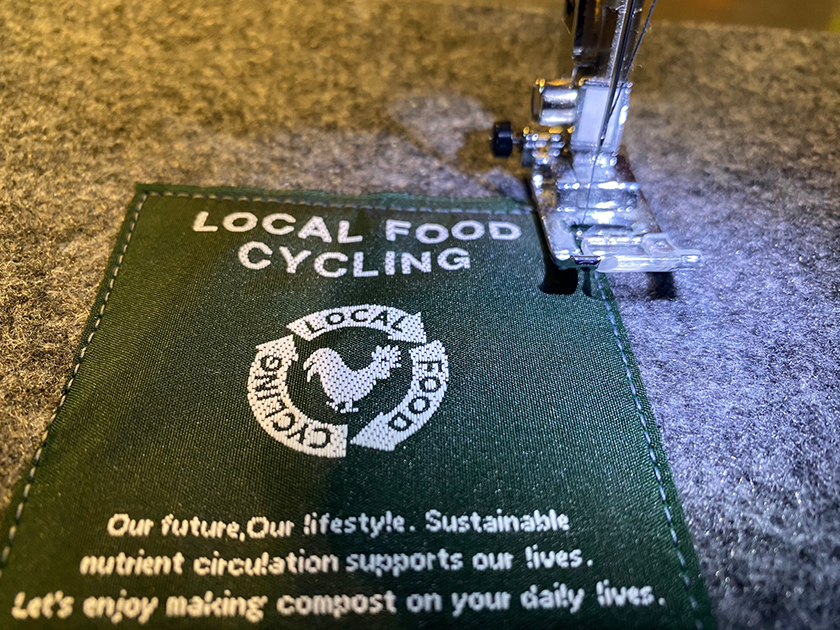 LOCAL FOOD
CYCLING
LOCAL
FOOD
CYCLING
Our future,Our lifestyle. Sustainable
nutrient circulation supports our lives.
Let's enjoy making compost on your daily lives.